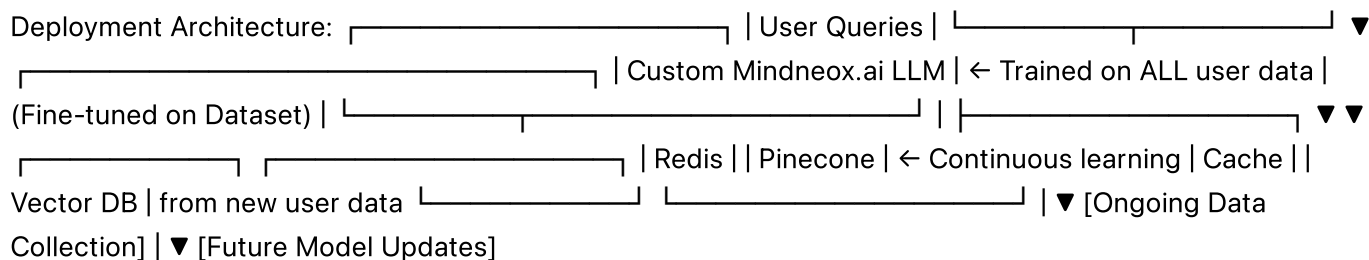 Deployment Architecture: ┌─────────────────┐ │ User Queries │ └────────┬────────┘ ▼
┌──────────────────────────┐ │ Custom Mindneox.ai LLM │ ← Trained on ALL user data │
(Fine-tuned on Dataset) │ └────────┬─────────────────┘ │ ├───────────────┐ ▼ ▼
┌──────────┐ ┌────────────────┐ │ Redis │ │ Pinecone │ ← Continuous learning │ Cache │ │
Vector DB │ from new user data └──────────┘ └────────────────┘ │ ▼ [Ongoing Data
Collection] │ ▼ [Future Model Updates]